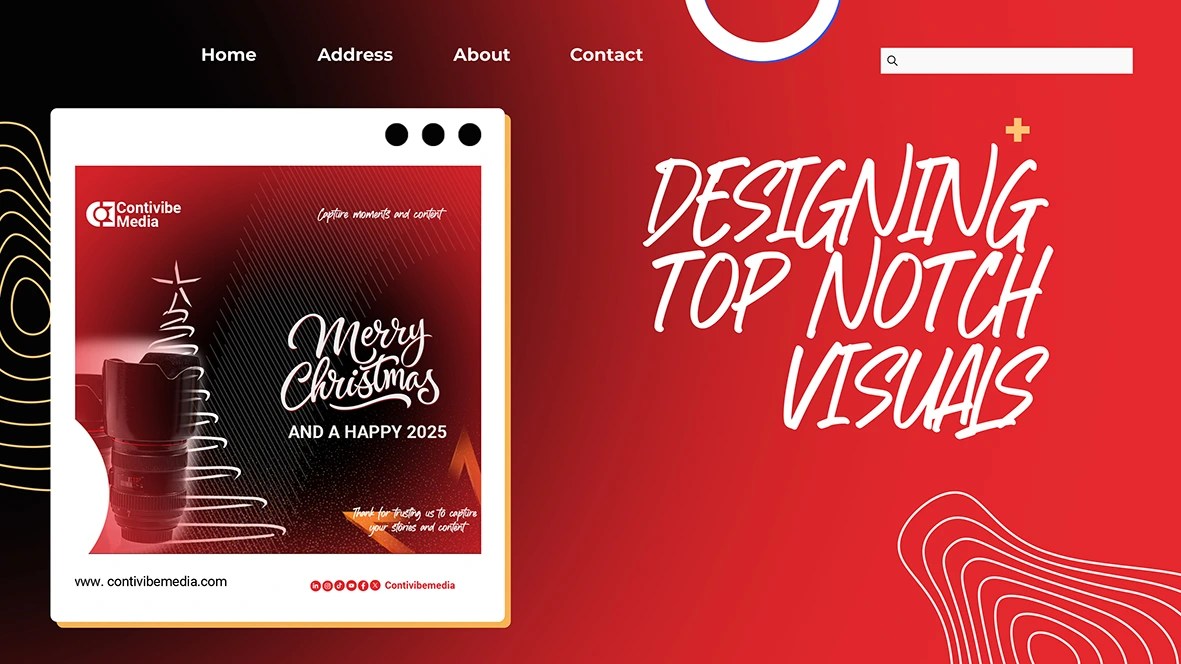 Home Address About Contact
DESIGNING
TOP NOTCH
VISUALS
Contivibe
Media
Capture moments and content
Merry
Christmas
AND A HAPPY 2025
Thank for trusting us to capture
your stories and content
www. contivibemedia.com
Contivibemedia